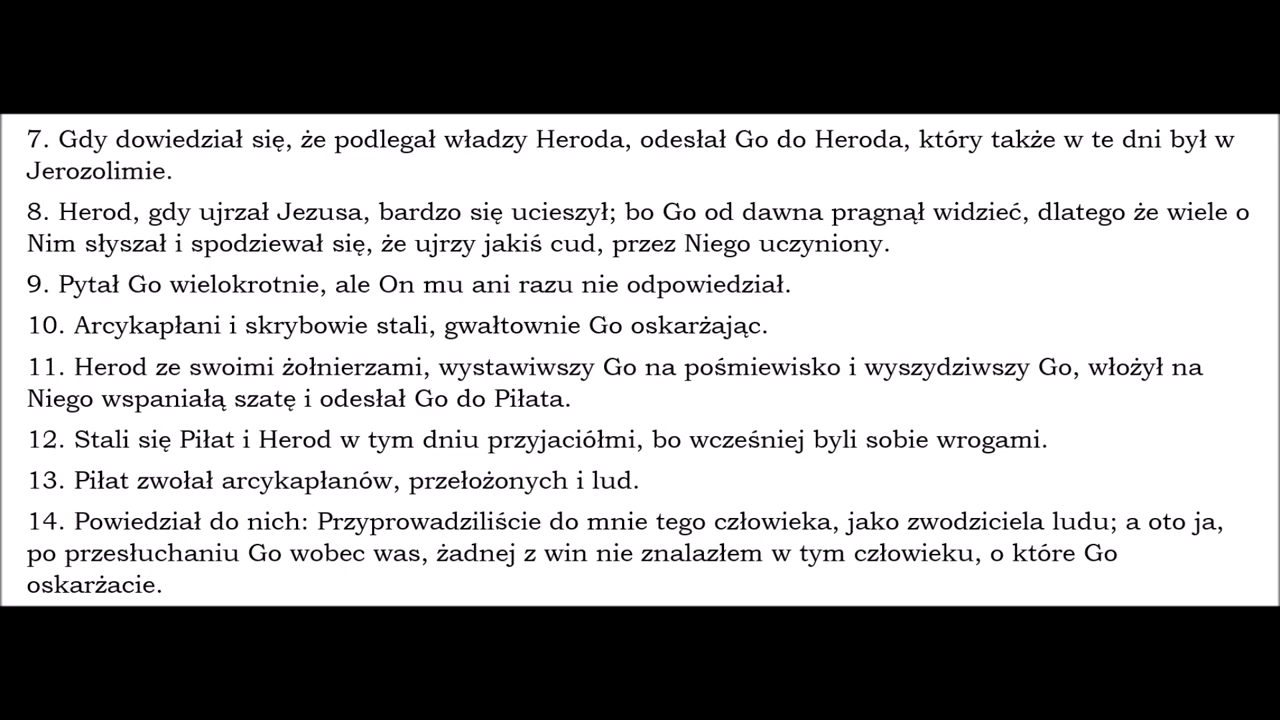 7. Gdy dowiedział się, że podlegał władzy Heroda, odesłał Go do Heroda, który także w te dni był w
Jerozolimie.
8. Herod, gdy ujrzał Jezusa, bardzo się ucieszył; bo Go od dawna pragnął widzieć, dlatego że wiele o
Nim słyszał i spodziewał się, że ujrzy jakiś cud, przez Niego uczyniony.
9. Pytał Go wielokrotnie, ale On mu ani razu nie odpowiedział.
10. Arcykapłani i skrybowie stali, gwałtownie Go oskarżając.
11. Herod ze swoimi żołnierzami, wystawiwszy Go na pośmiewisko i wyszydziwszy Go, włożył na
Niego wspaniałą szatę i odesłał Go do Piłata.
12. Stali się Piłat i Herod w tym dniu przyjaciółmi, bo wcześniej byli sobie wrogami.
13. Piłat zwołał arcykapłanów, przełożonych i lud.
14. Powiedział do nich: Przyprowadziliście do mnie tego człowieka, jako zwodziciela ludu; a oto ja,
po przesłuchaniu Go wobec was, żadnej z win nie znalazłem w tym człowieku, o które Go
oskarżacie.